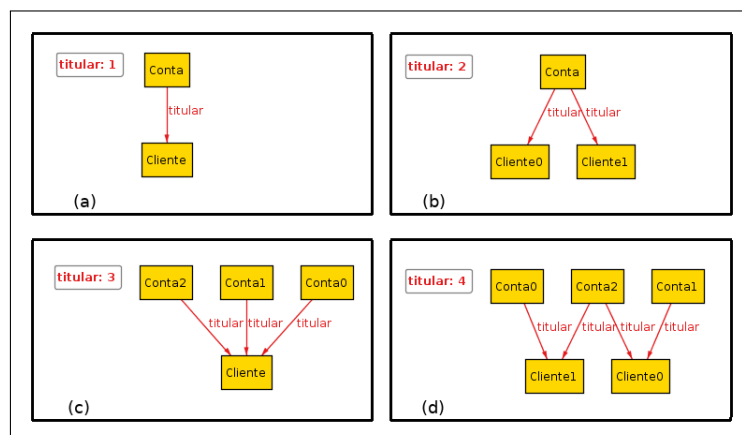 titular: 1
Conta
titular
Cliente
(a)
titular: 2
Conta
titular titular
Cliente0 Cliente1
(b)
titular: 3
Conta2 Conta1 Conta0
titular titular titular
Cliente
(c)
titular: 4
Conta0 Conta2 Conta1
titular titular titular titular
Cliente1 Cliente0
(d)